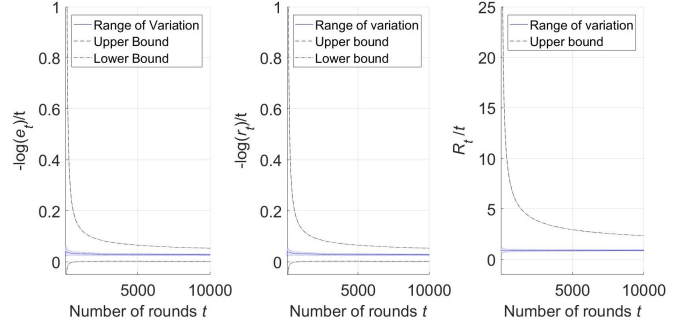 -log(e_t)/t
1
0.8
0.6
0.4
0.2
0
5000
10000
Number of rounds t
Range of Variation
Upper Bound
Lower Bound
-log(r_t)/t
1
0.8
0.6
0.4
0.2
0
5000
10000
Number of rounds t
Range of variation
Upper bound
Lower bound
R_t/t
25
20
15
10
5
0
5000
10000
Number of rounds t
Range of variation
Upper bound